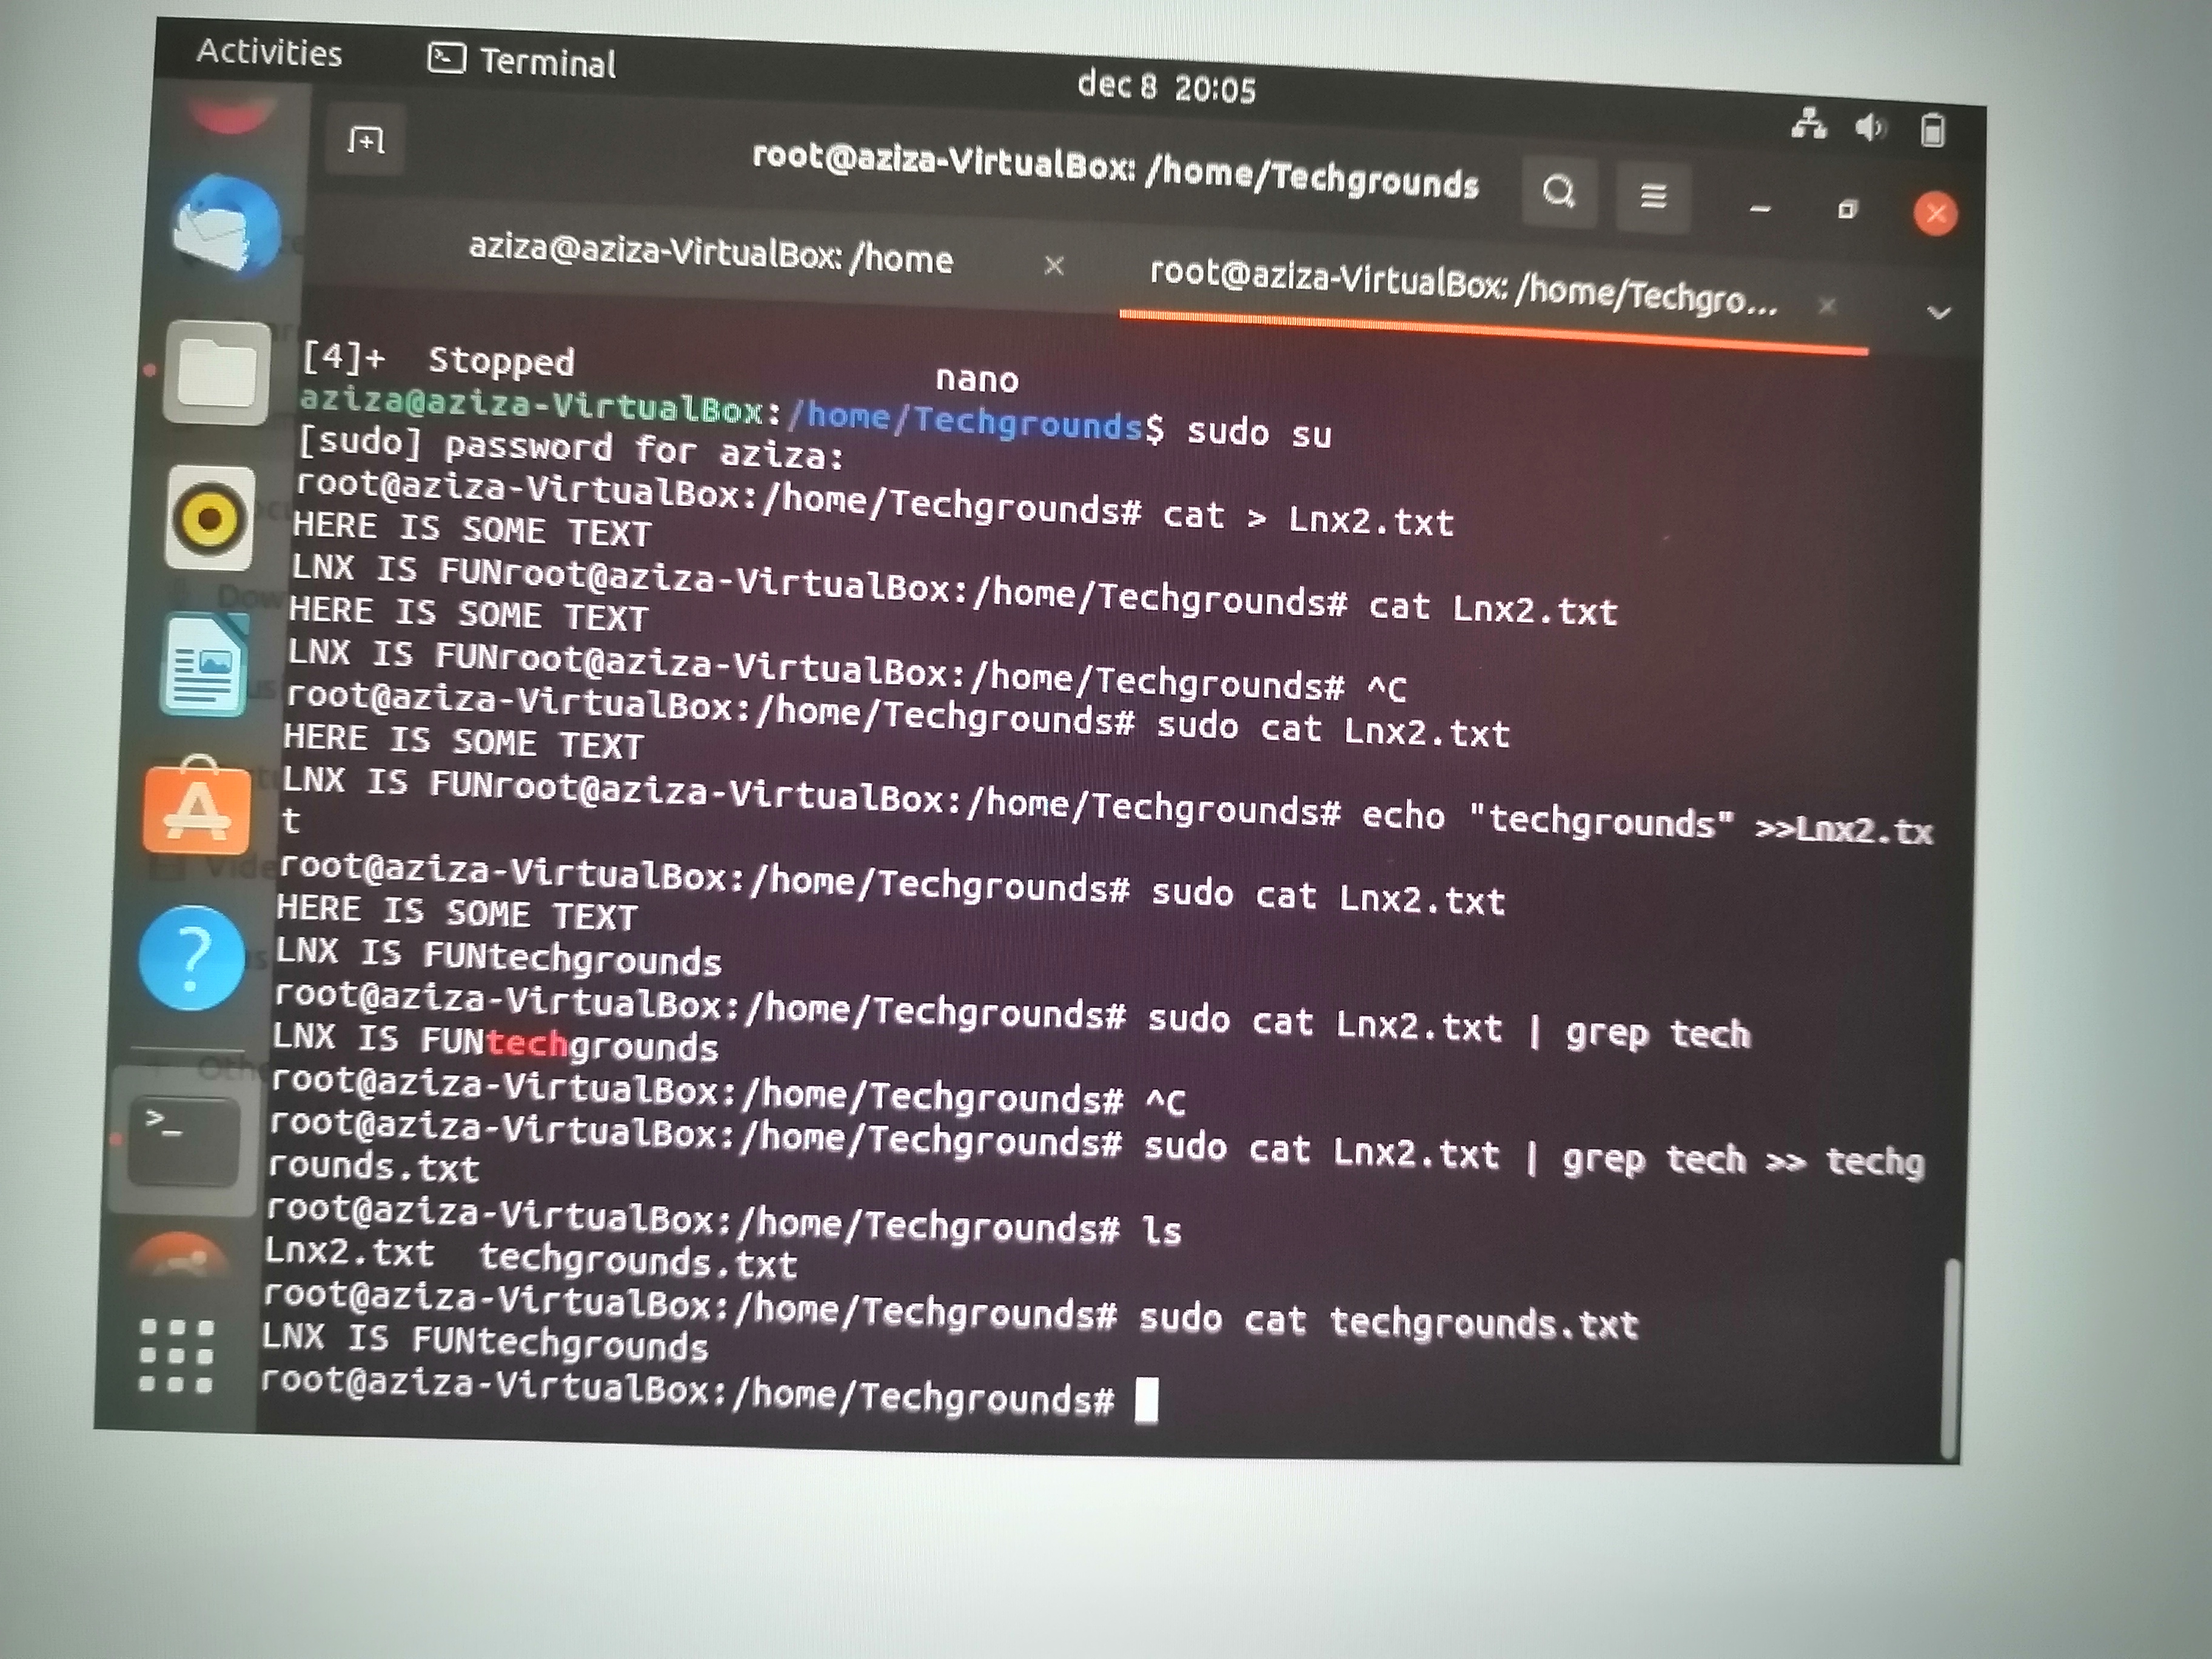 Activities
Terminal
dec 8 20:05
root@aziza-VirtualBox: /home/Techgrounds
aziza@aziza-VirtualBox: /home
root@aziza-VirtualBox: /home/Techgro...
[4]+  Stopped                 nano
aziza@aziza-VirtualBox:/home/Techgrounds$ sudo su
[sudo] password for aziza:
root@aziza-VirtualBox:/home/Techgrounds# cat > Lnx2.txt
HERE IS SOME TEXT
LNX IS FUNroot@aziza-VirtualBox:/home/Techgrounds# cat Lnx2.txt
HERE IS SOME TEXT
LNX IS FUNroot@aziza-VirtualBox:/home/Techgrounds# ^C
root@aziza-VirtualBox:/home/Techgrounds# sudo cat Lnx2.txt
HERE IS SOME TEXT
LNX IS FUNroot@aziza-VirtualBox:/home/Techgrounds# echo "techgrounds" >>Lnx2.tx
t
root@aziza-VirtualBox:/home/Techgrounds# sudo cat Lnx2.txt
HERE IS SOME TEXT
LNX IS FUNtechgrounds
root@aziza-VirtualBox:/home/Techgrounds# sudo cat Lnx2.txt | grep tech
LNX IS FUNtechgrounds
root@aziza-VirtualBox:/home/Techgrounds# ^C
root@aziza-VirtualBox:/home/Techgrounds# sudo cat Lnx2.txt | grep tech >> techg
rounds.txt
root@aziza-VirtualBox:/home/Techgrounds# ls
Lnx2.txt  techgrounds.txt
root@aziza-VirtualBox:/home/Techgrounds# sudo cat techgrounds.txt
LNX IS FUNtechgrounds
root@aziza-VirtualBox:/home/Techgrounds#